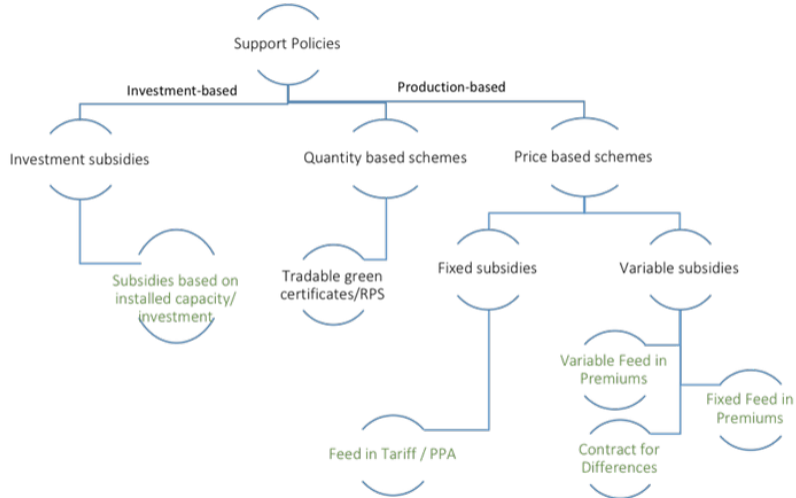 Support Policies
Investment-based
Production-based
Investment subsidies
Quantity based schemes
Price based schemes
Subsidies based on
installed capacity/
investment
Tradable green
certificates/RPS
Fixed subsidies
Variable subsidies
Variable Feed in
Premiums
Fixed Feed in
Premiums
Feed in Tariff / PPA
Contract for
Differences